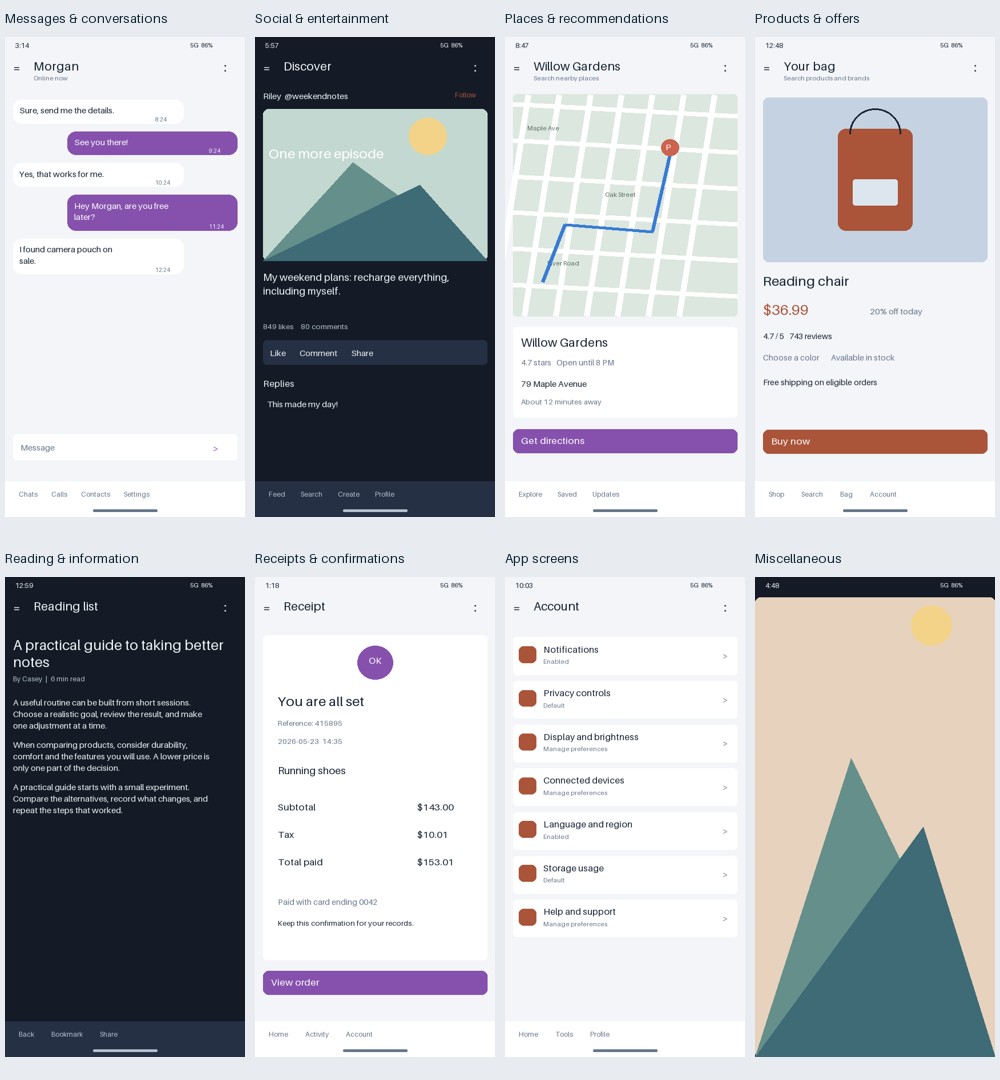 Messages & conversations
3:14
5G 86%
=
Morgan
Online now
:
Sure, send me the details.
8:24
See you there!
9:24
Yes, that works for me.
10:24
Hey Morgan, are you free
later?
11:24
I found camera pouch on
sale.
12:24
Message
>
Chats Calls Contacts Settings
Social & entertainment
5:57
5G 86%
=
Discover
:
Riley @weekendnotes
Follow
One more episode
My weekend plans: recharge everything,
including myself.
849 likes 80 comments
Like Comment Share
Replies
This made my day!
Feed Search Create Profile
Places & recommendations
8:47
5G 86%
=
Willow Gardens
Search nearby places
:
Maple Ave
P
Oak Street
River Road
Willow Gardens
4.7 stars Open until 8 PM
79 Maple Avenue
About 12 minutes away
Get directions
Explore Saved Updates
Products & offers
12:48
5G 86%
=
Your bag
Search products and brands
:
Reading chair
$36.99
20% off today
4.7 / 5 743 reviews
Choose a color Available in stock
Free shipping on eligible orders
Buy now
Shop Search Bag Account
Reading & information
12:59
5G 86%
=
Reading list
:
A practical guide to taking better
notes
By Casey | 6 min read
A useful routine can be built from short sessions.
Choose a realistic goal, review the result, and make
one adjustment at a time.
When comparing products, consider durability,
comfort and the features you will use. A lower price is
only one part of the decision.
A practical guide starts with a small experiment.
Compare the alternatives, record what changes, and
repeat the steps that worked.
Back Bookmark Share
Receipts & confirmations
1:18
5G 86%
=
Receipt
:
OK
You are all set
Reference: 415895
2026-05-23 14:35
Running shoes
Subtotal $143.00
Tax $10.01
Total paid $153.01
Paid with card ending 0042
Keep this confirmation for your records.
View order
Home Activity Account
App screens
10:03
5G 86%
=
Account
:
Notifications
Enabled
>
Privacy controls
Default
>
Display and brightness
Manage preferences
>
Connected devices
Manage preferences
>
Language and region
Enabled
>
Storage usage
Default
>
Help and support
Manage preferences
>
Home Tools Profile
Miscellaneous
4:48
5G 86%